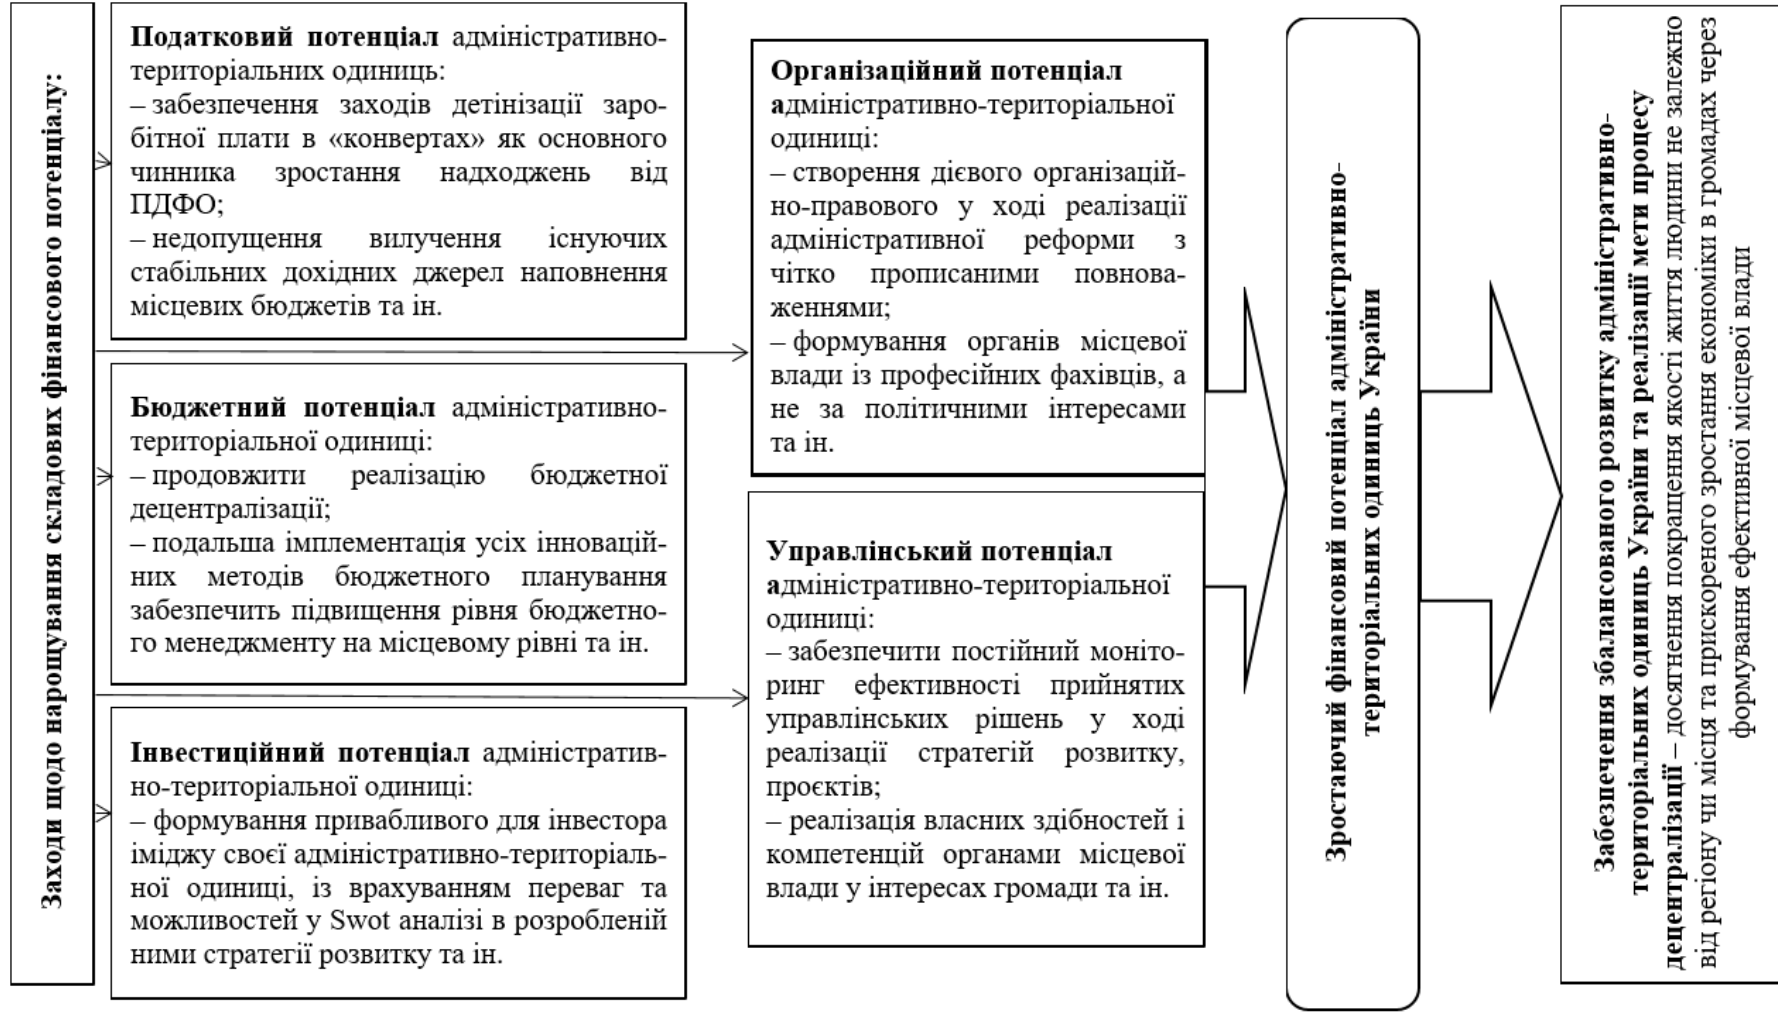 Заходи щодо нарощування складових фінансового потенціалу:
Податковий потенціал адміністративно-
територіальних одиниць:
– забезпечення заходів детінізації заро-
бітної плати в «конвертах» як основного
чинника зростання надходжень від
ПДФО;
– недопущення вилучення існуючих
стабільних дохідних джерел наповнення
місцевих бюджетів та ін.
Бюджетний потенціал адміністративно-
територіальної одиниці:
– продовжити реалізацію бюджетної
децентралізації;
– подальша імплементація усіх інновацій-
них методів бюджетного планування
забезпечить підвищення рівня бюджетно-
го менеджменту на місцевому рівні та ін.
Інвестиційний потенціал адміністратив-
но-територіальної одиниці:
– формування привабливого для інвестора
іміджу своєї адміністративно-територіаль-
ної одиниці, із врахуванням переваг та
можливостей у Swot аналізі в розробленій
ними стратегії розвитку та ін.
Організаційний потенціал
адміністративно-територіальної
одиниці:
– створення дієвого організацій-
но-правового у ході реалізації
адміністративної реформи з
чітко прописаними повнова-
женнями;
– формування органів місцевої
влади із професійних фахівців, а
не за політичними інтересами
та ін.
Управлінський потенціал
адміністративно-територіальної
одиниці:
– забезпечити постійний моніто-
ринг ефективності прийнятих
управлінських рішень у ході
реалізації стратегій розвитку,
проєктів;
– реалізація власних здібностей і
компетенцій органами місцевої
влади у інтересах громади та ін.
Зростаючий фінансовий потенціал адміністративно-
територіальних одиниць України
Забезпечення збалансованого розвитку адміністративно-
територіальних одиниць України та реалізації мети процесу
децентралізації – досягнення покращення якості життя людини не залежно
від регіону чи місця та прискореного зростання економіки в громадах через
формування ефективної місцевої влади